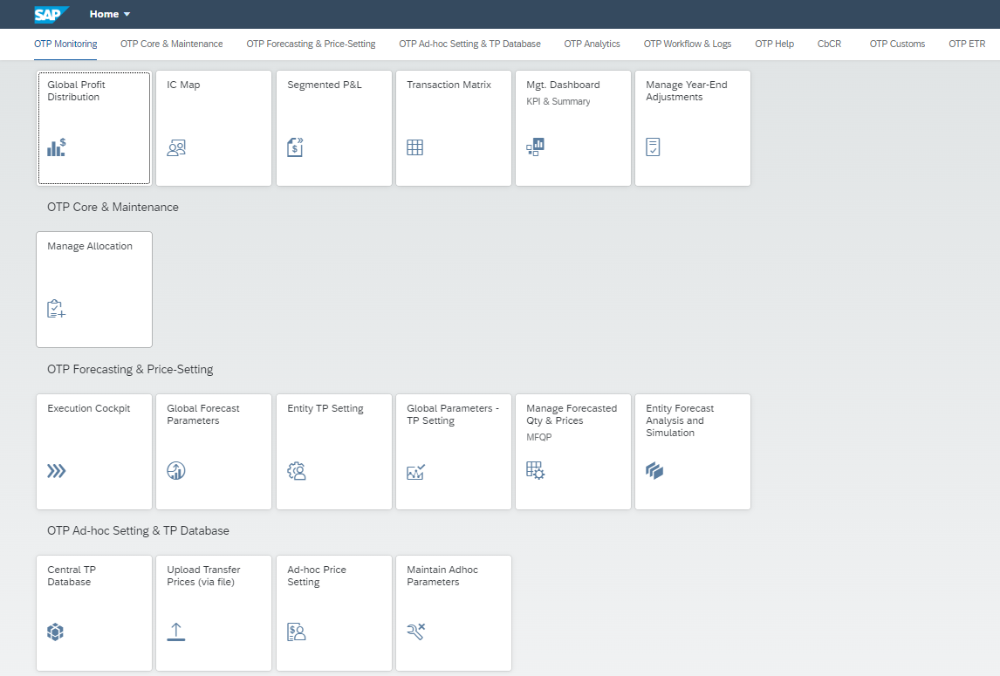 SAP Home
OTP Monitoring OTP Core & Maintenance OTP Forecasting & Price-Setting OTP Ad-hoc Setting & TP Database OTP Analytics OTP Workflow & Logs OTP Help CbCR OTP Customs OTP ETR
Global Profit
Distribution
IC Map
Segmented P&L
Transaction Matrix
Mgt. Dashboard
KPI & Summary
Manage Year-End
Adjustments
OTP Core & Maintenance
Manage Allocation
OTP Forecasting & Price-Setting
Execution Cockpit
Global Forecast
Parameters
Entity TP Setting
Global Parameters -
TP Setting
Manage Forecasted
Qty & Prices
MFQP
Entity Forecast
Analysis and
Simulation
OTP Ad-hoc Setting & TP Database
Central TP
Database
Upload Transfer
Prices (via file)
Ad-hoc Price
Setting
Maintain Adhoc
Parameters